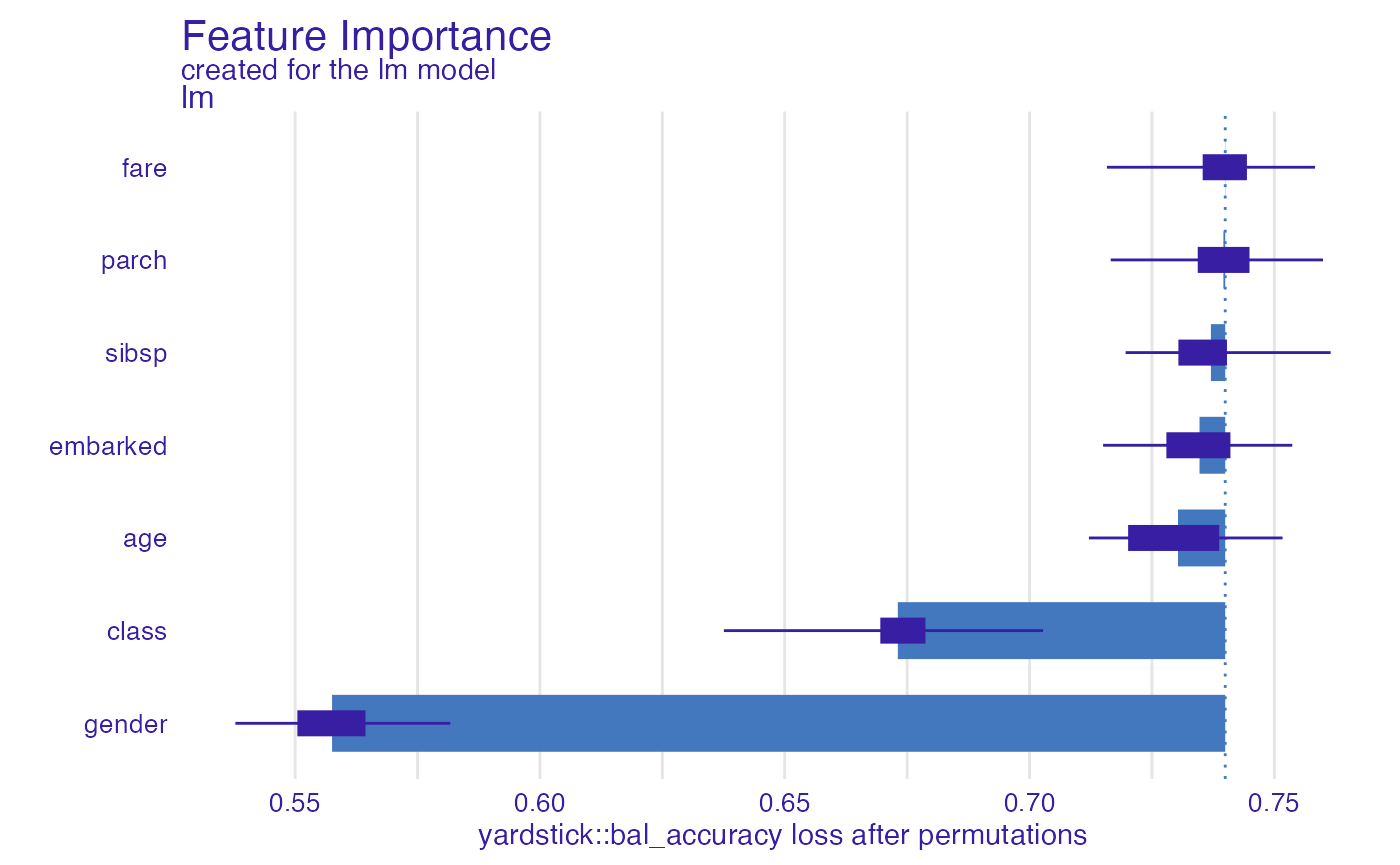 Feature Importance
created for the lm model
lm
fare
parch
sibsp
embarked
age
class
gender
0.55 0.60 0.65 0.70 0.75
yardstick::bal_accuracy loss after permutations